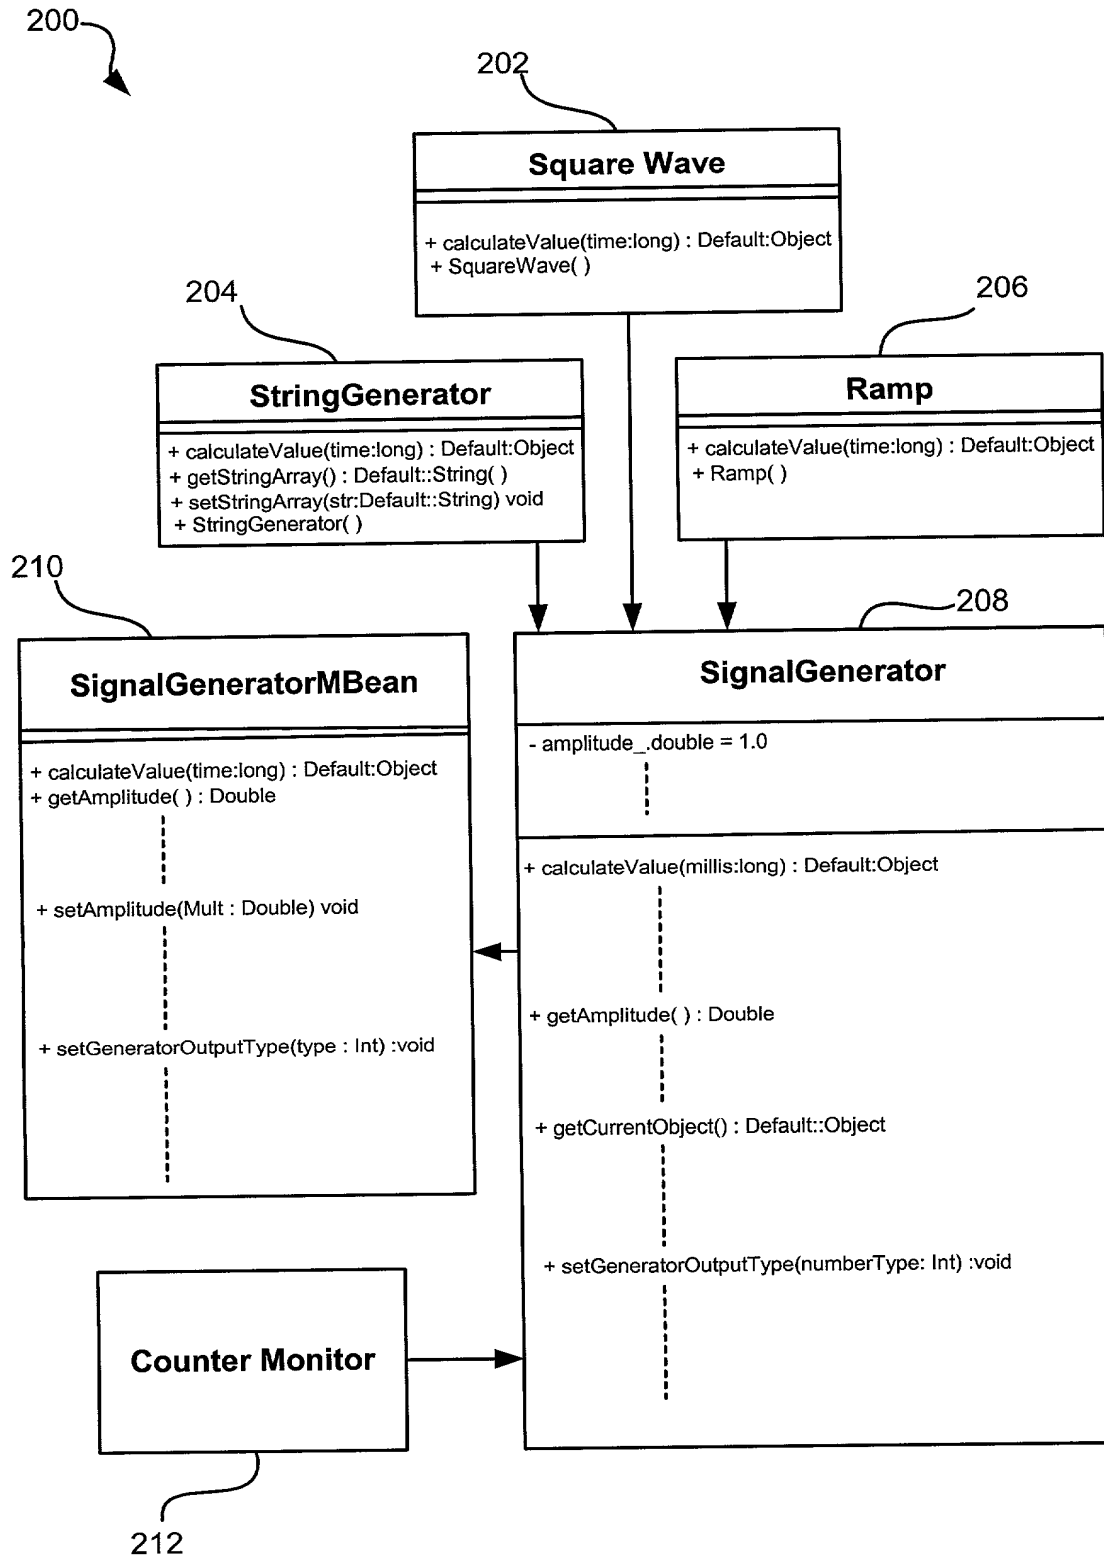 200
202
Square Wave
+ calculateValue(time:long) : Default:Object
+ SquareWave( )
204
StringGenerator
+ calculateValue(time:long) : Default:Object
+ getStringArray() : Default::String( )
+ setStringArray(str:Default::String) void
+ StringGenerator( )
206
Ramp
+ calculateValue(time:long) : Default:Object
+ Ramp( )
210
SignalGeneratorMBean
+ calculateValue(time:long) : Default:Object
+ getAmplitude( ) : Double
+ setAmplitude(Mult : Double) void
+ setGeneratorOutputType(type : Int) :void
208
SignalGenerator
- amplitude_.double = 1.0
+ calculateValue(millis:long) : Default:Object
+ getAmplitude( ) : Double
+ getCurrentObject() : Default::Object
+ setGeneratorOutputType(numberType: Int) :void
Counter Monitor
212